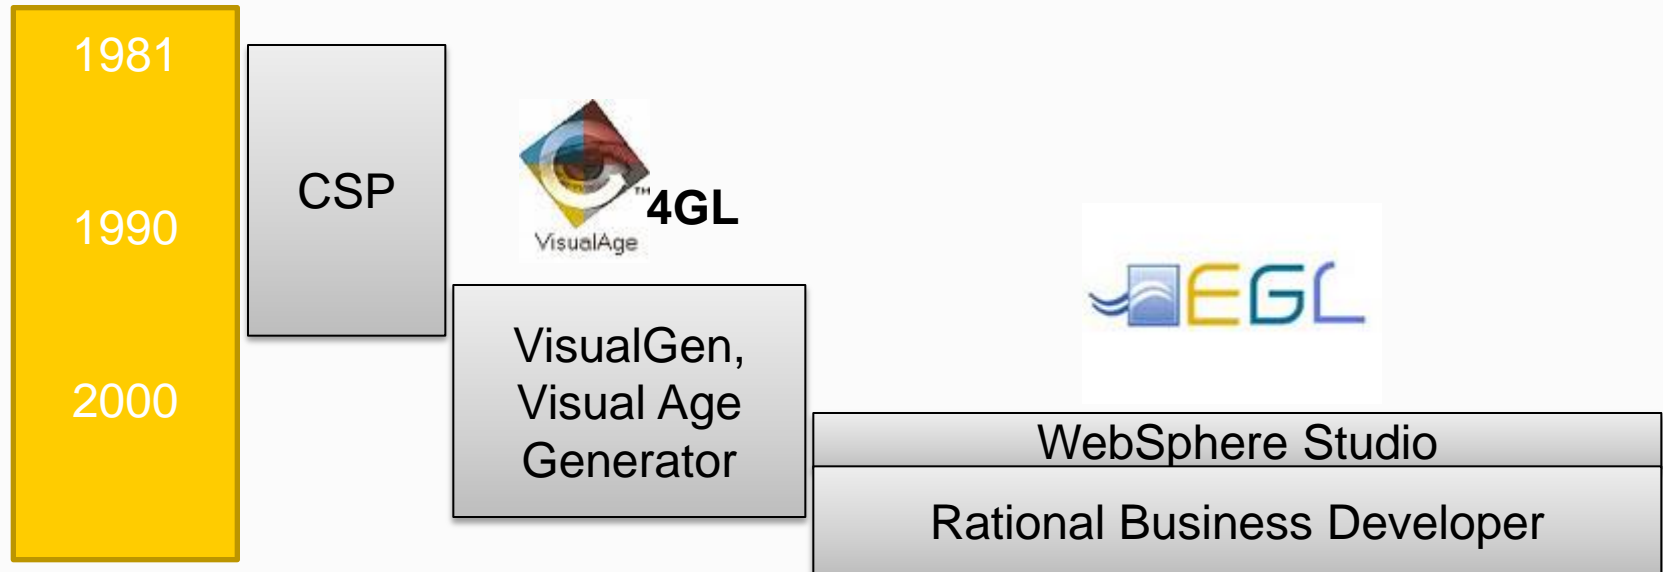 1981
1990
2000
CSP
TM
4GL
VisualAge
VisualGen,
Visual Age
Generator
EGL
WebSphere Studio
Rational Business Developer